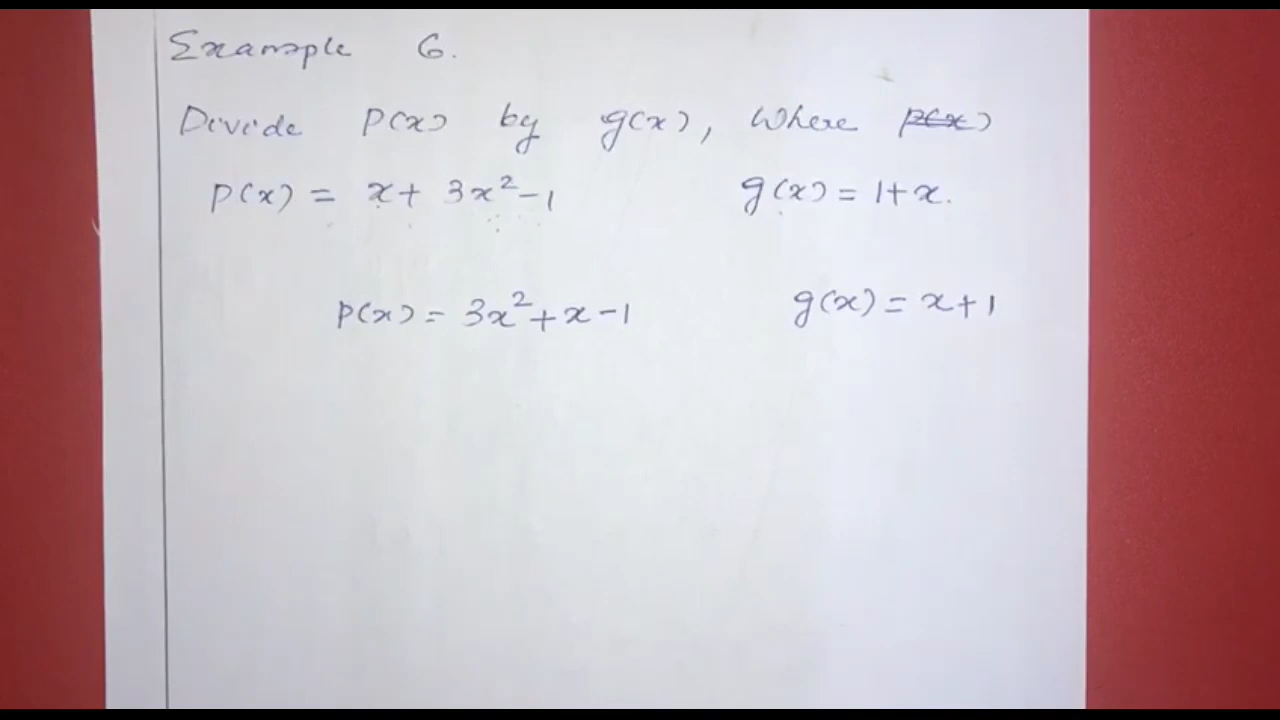 Example 6.
Divide P(x) by g(x), Where p(x)
p(x) = x + 3x² - 1 g(x) = 1 + x.
p(x) = 3x² + x - 1 g(x) = x + 1